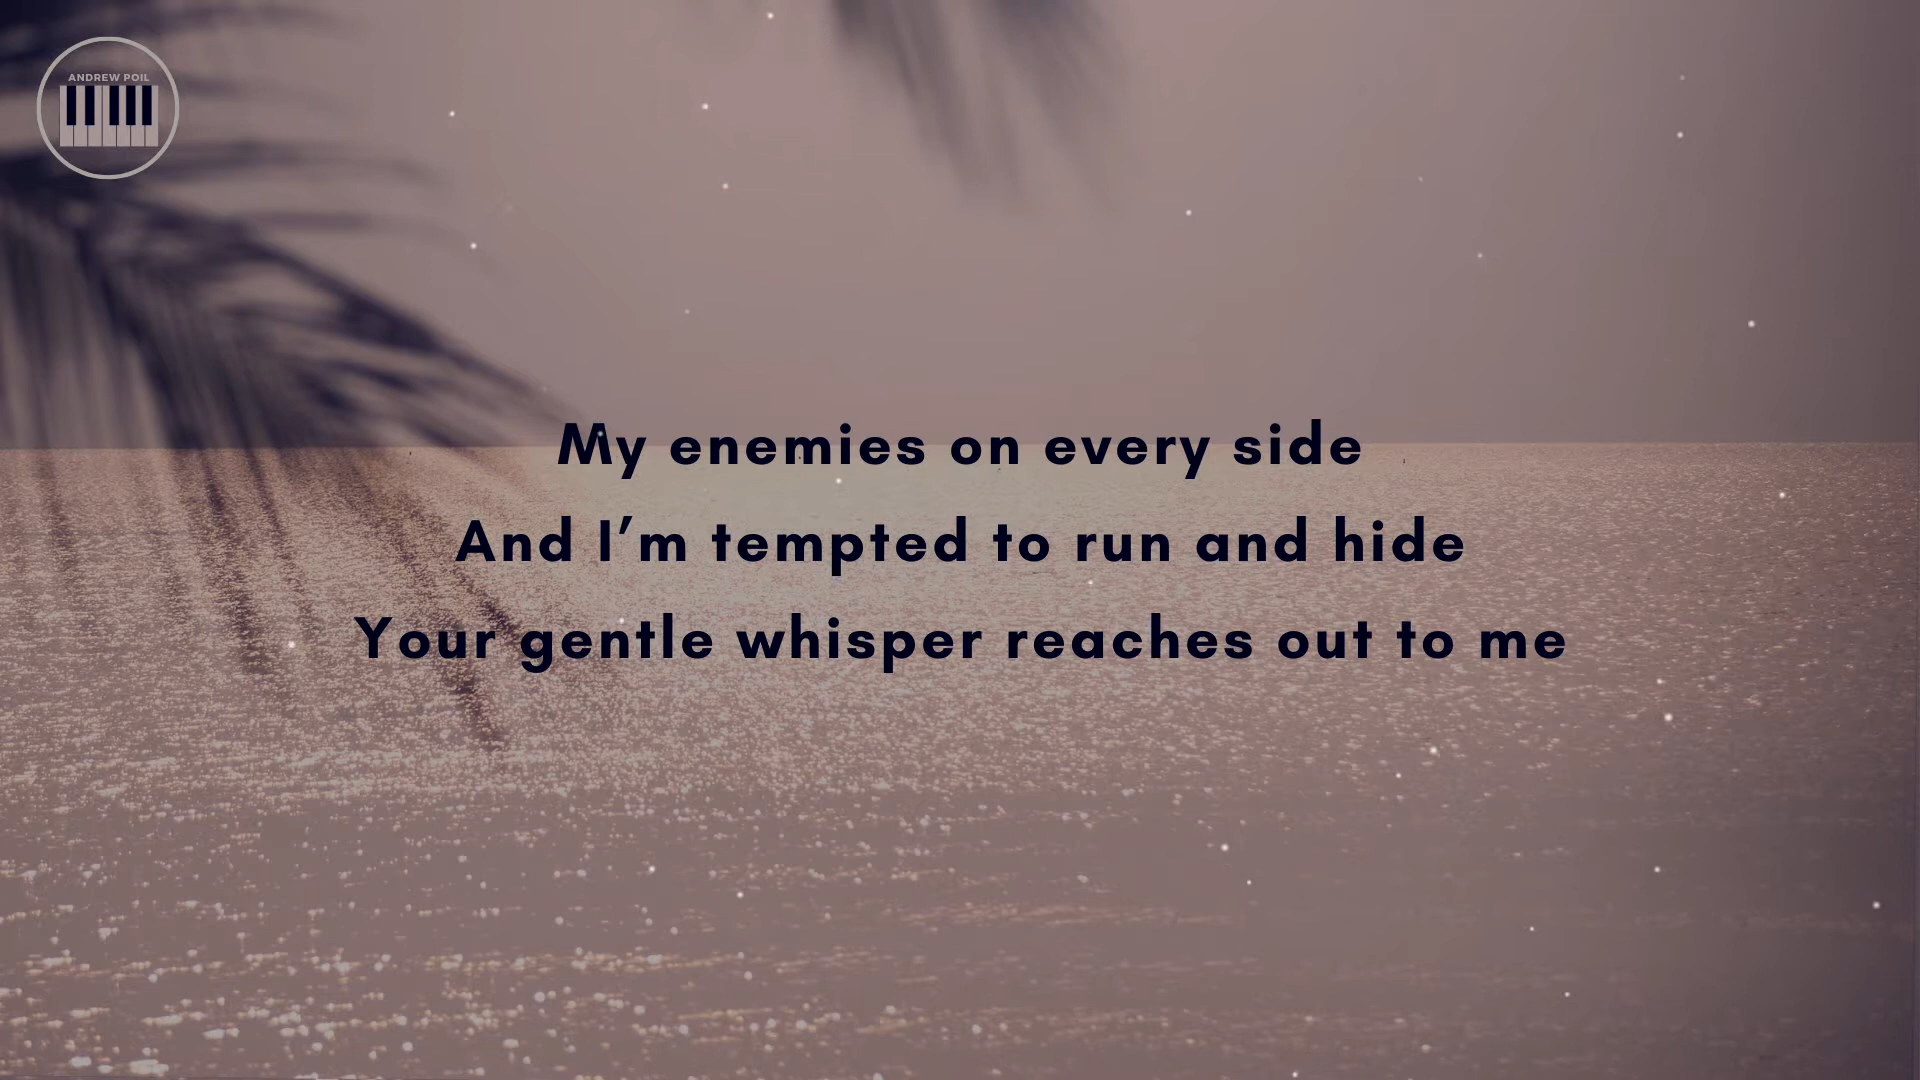 ANDREW POIL
My enemies on every side
And I’m tempted to run and hide
Your gentle whisper reaches out to me